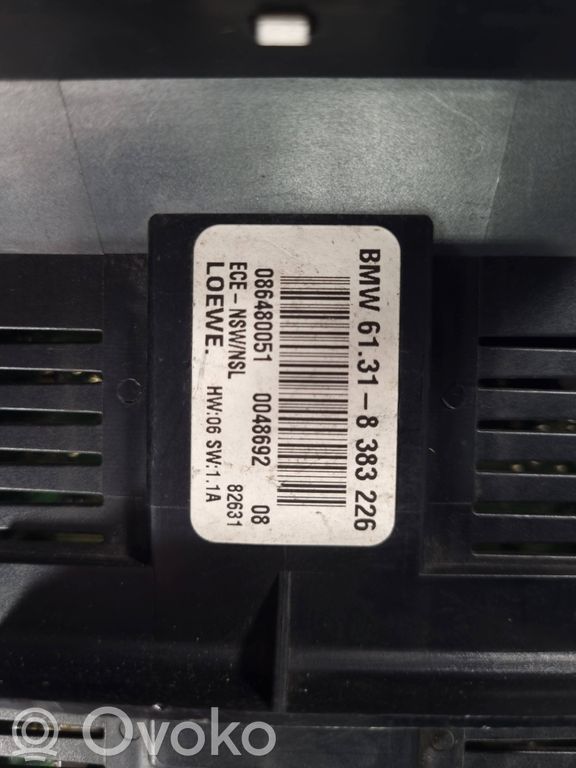 BMW 61.31-8 383 226
086480051 0048692 08
ECE-NSW/NSL 82631
LOEWE. HW:06 SW:1.1A
Ovoko
Ovoko